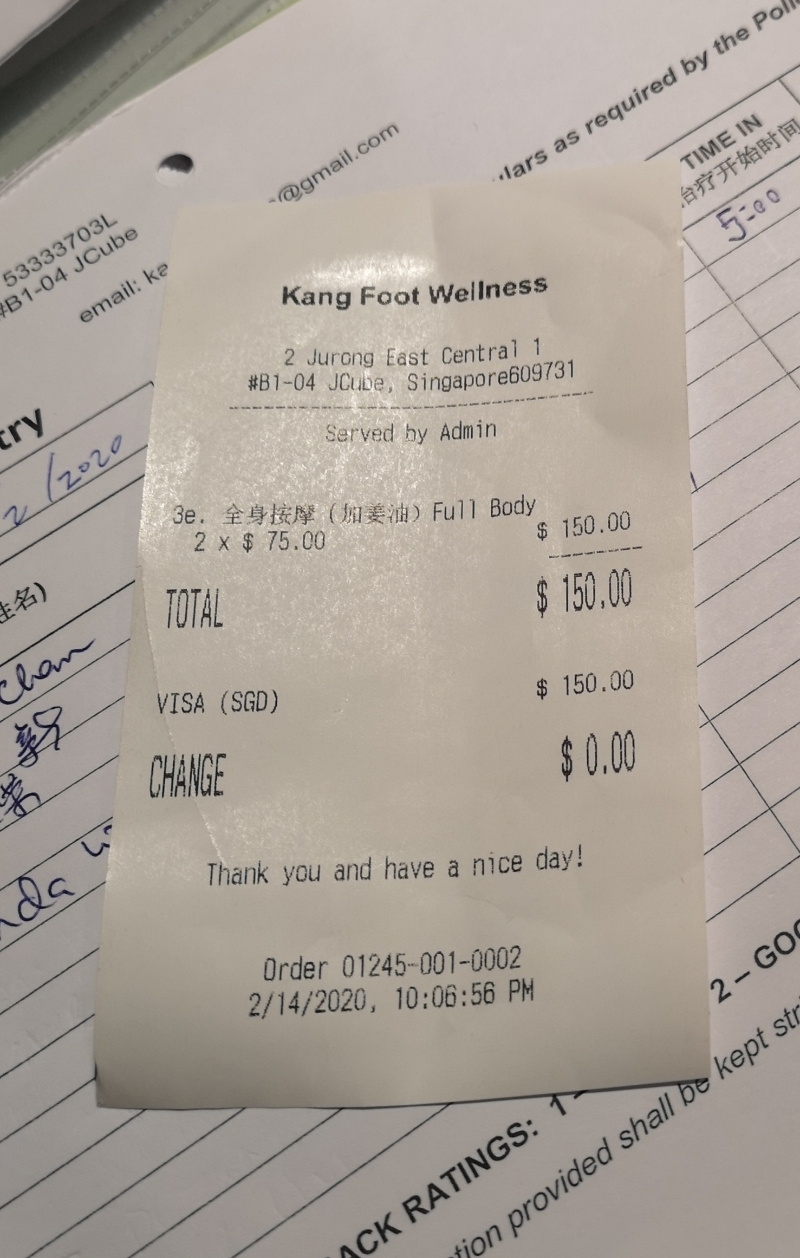 lars as required by the
TIME IN
治疗开始时间
5:00
@gmail.com
53333703L
#B1-04 JCube
email: ka
try
2 /2020
姓名)
Chan
nda
Kang Foot Wellness
2 Jurong East Central 1
#B1-04 JCube, Singapore609731
Served by Admin
3e. 全身按摩（加姜油）Full Body $ 150.00
2 x $ 75.00
TOTAL $ 150.00
VISA (SGD) $ 150.00
CHANGE $ 0.00
Thank you and have a nice day!
Order 01245-001-0002
2/14/2020, 10:06:56 PM
2 – GOO
ACK RATINGS: 1 –
tion provided shall be kept stri